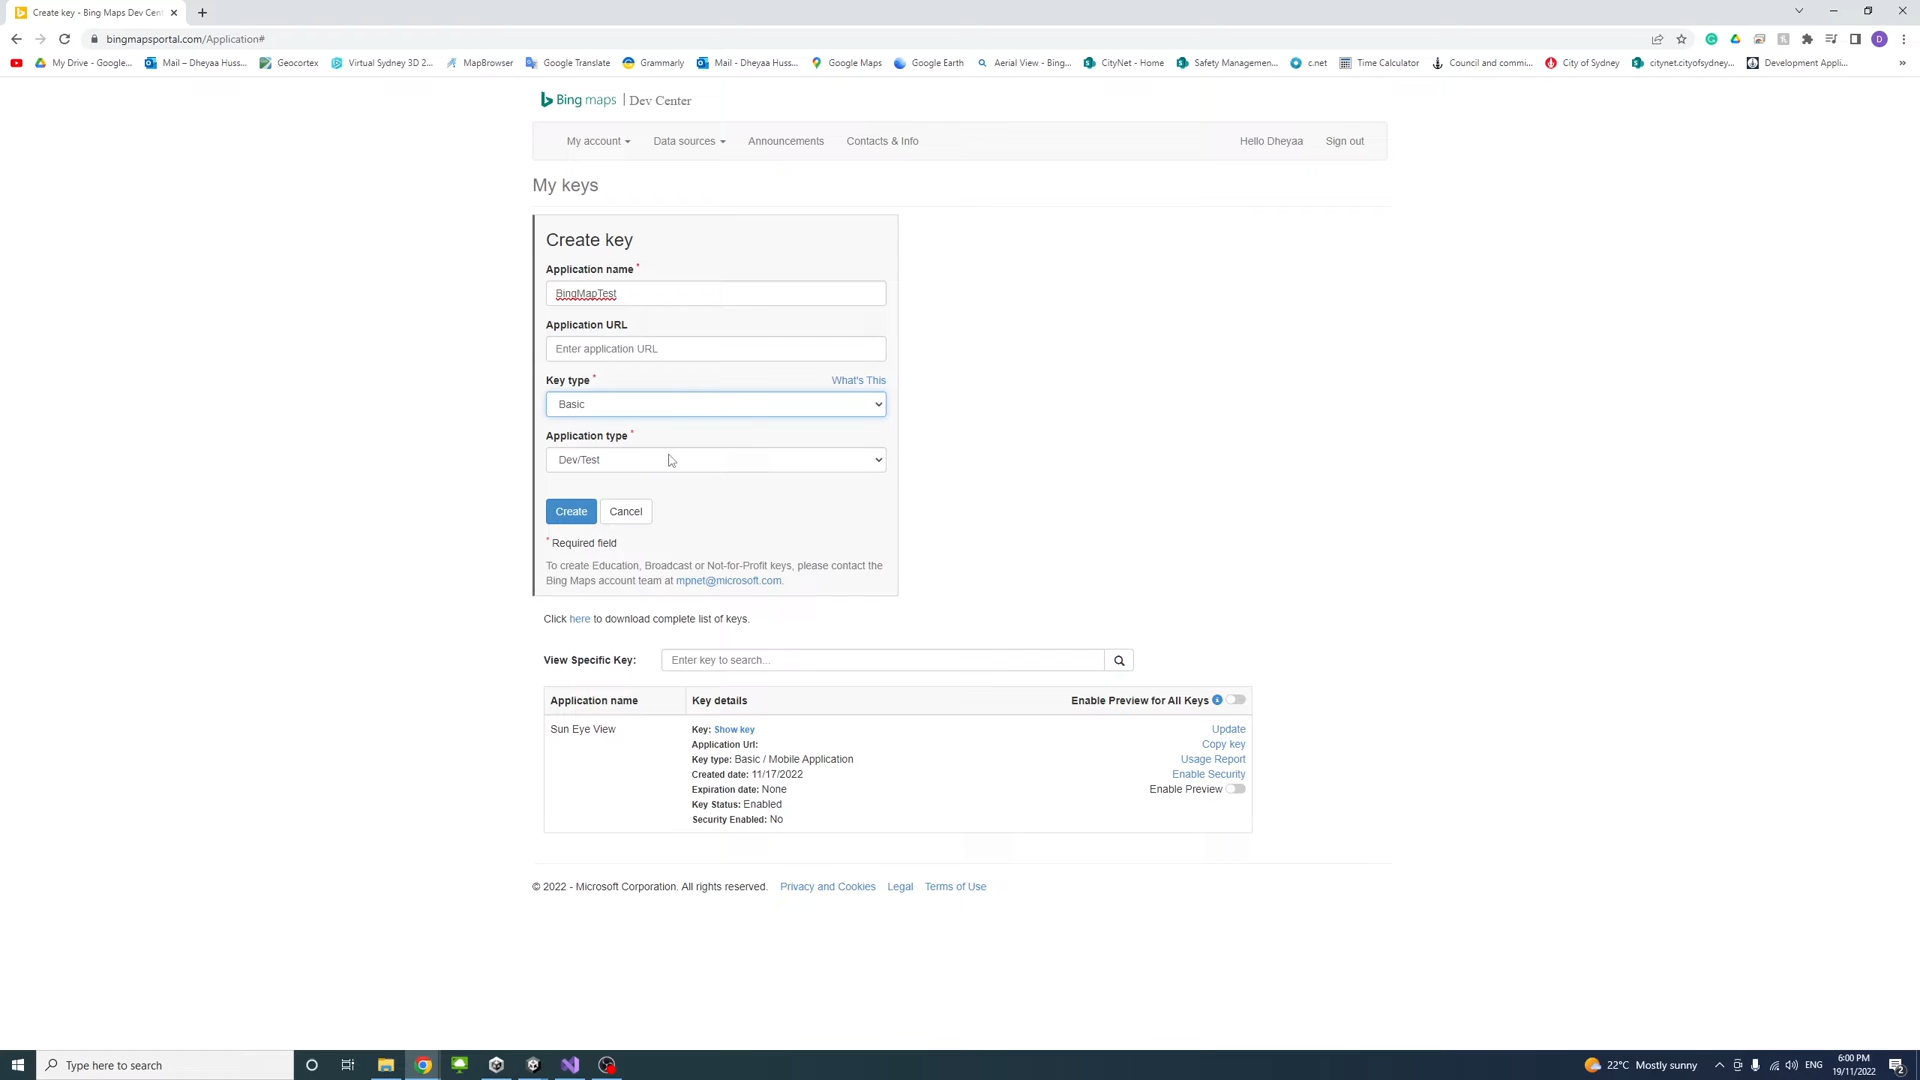 Create key - Bing Maps Dev Cent
bingmapsportal.com/Application#
D
My Drive - Google...
Mail – Dheyaa Huss...
Geocortex
Virtual Sydney 3D 2...
MapBrowser
Google Translate
Grammarly
Mail - Dheyaa Huss...
Google Maps
Google Earth
Aerial View - Bing...
CityNet - Home
Safety Managemen...
c.net
Time Calculator
Council and commi...
City of Sydney
citynet.cityofsydney...
Development Appli...
»
Bing maps | Dev Center
My account
Data sources
Announcements
Contacts & Info
Hello Dheyaa
Sign out
My keys
Create key
Application name *
BingMapTest
Application URL
Enter application URL
Key type *
What's This
Basic
Application type *
Dev/Test
Create
Cancel
* Required field
To create Education, Broadcast or Not-for-Profit keys, please contact the
Bing Maps account team at mpnet@microsoft.com.
Click here to download complete list of keys.
View Specific Key:
Enter key to search...
Application name
Key details
Enable Preview for All Keys
Sun Eye View
Key: Show key
Application Url:
Key type: Basic / Mobile Application
Created date: 11/17/2022
Expiration date: None
Key Status: Enabled
Security Enabled: No
Update
Copy key
Usage Report
Enable Security
Enable Preview
© 2022 - Microsoft Corporation. All rights reserved.
Privacy and Cookies
Legal
Terms of Use
Type here to search
22°C Mostly sunny
ENG
6:00 PM
19/11/2022
2